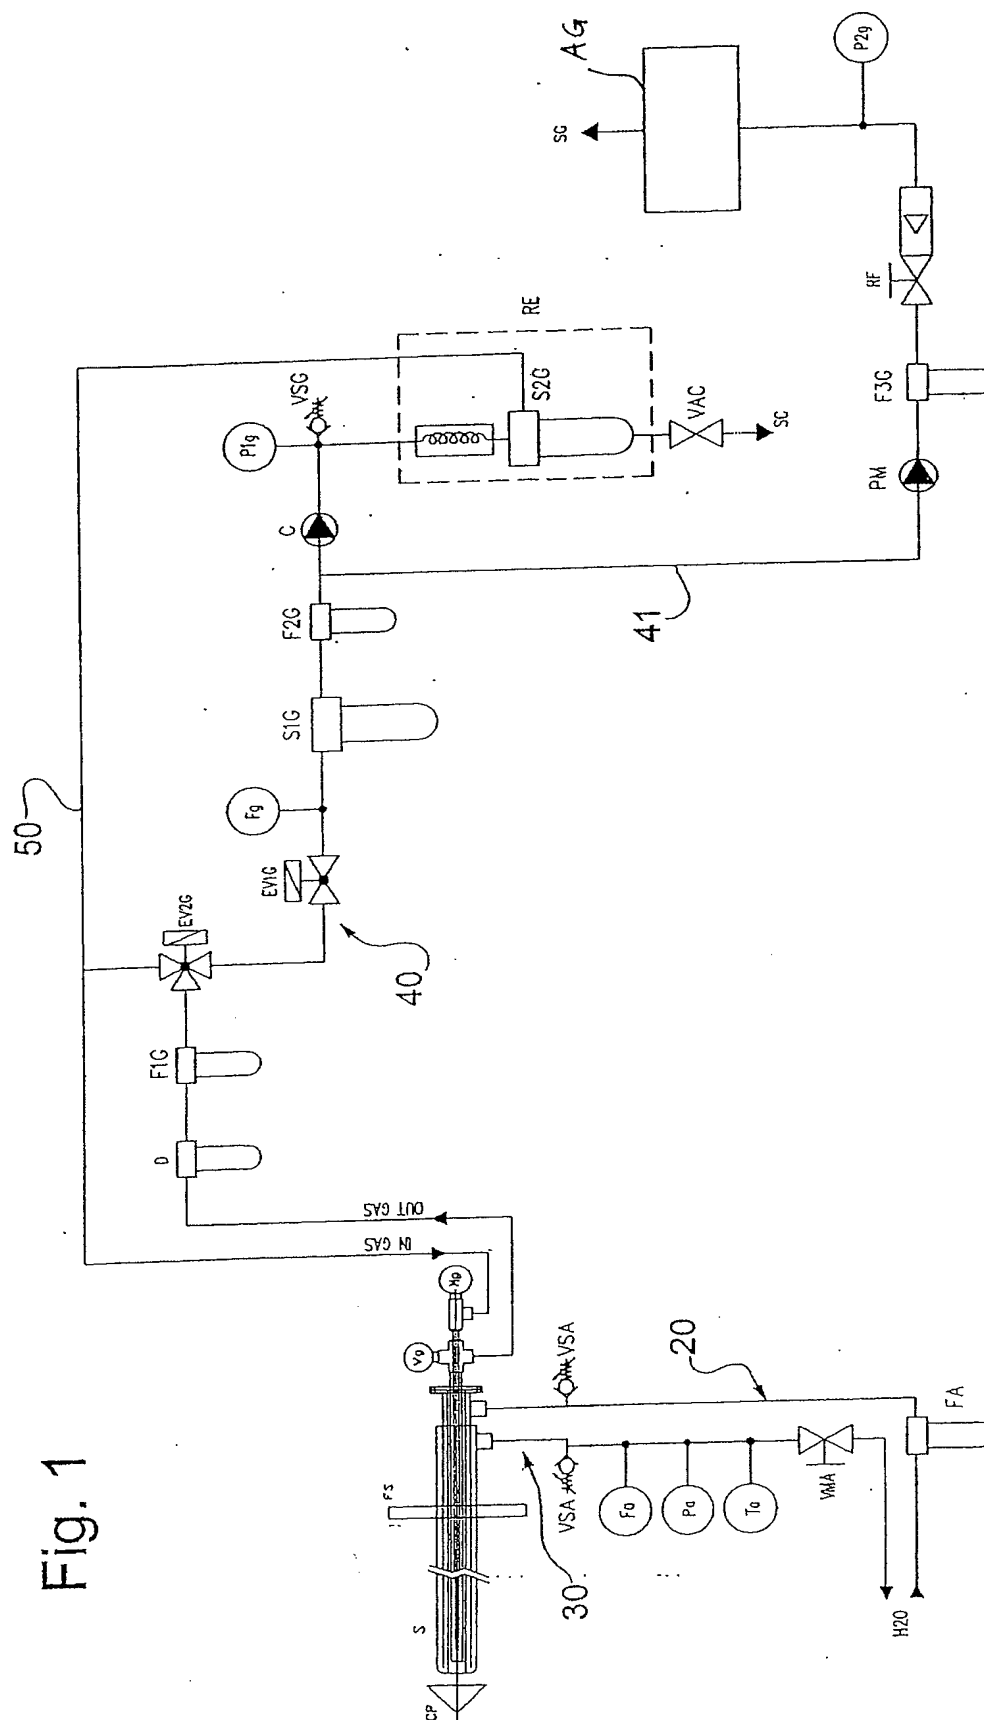 Fig. 1
50
40
41
20
30
AG
SG
P2g
RF
F3G
PM
RE
S2G
VSG
P1g
VAC
SC
C
F2G
S1G
Fg
EV1G
EV2G
F1G
D
OUT GAS
IN GAS
Vg
VSA
VSA
FS
S
CP
Fa
Pa
Ta
VMA
FA
H2O